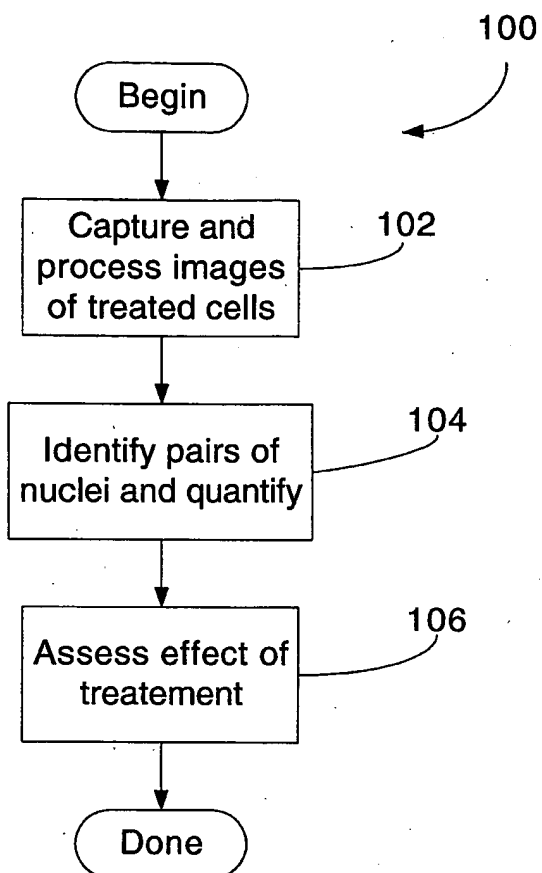 100
Begin
Capture and
process images
of treated cells
102
Identify pairs of
nuclei and quantify
104
Assess effect of
treatement
106
Done